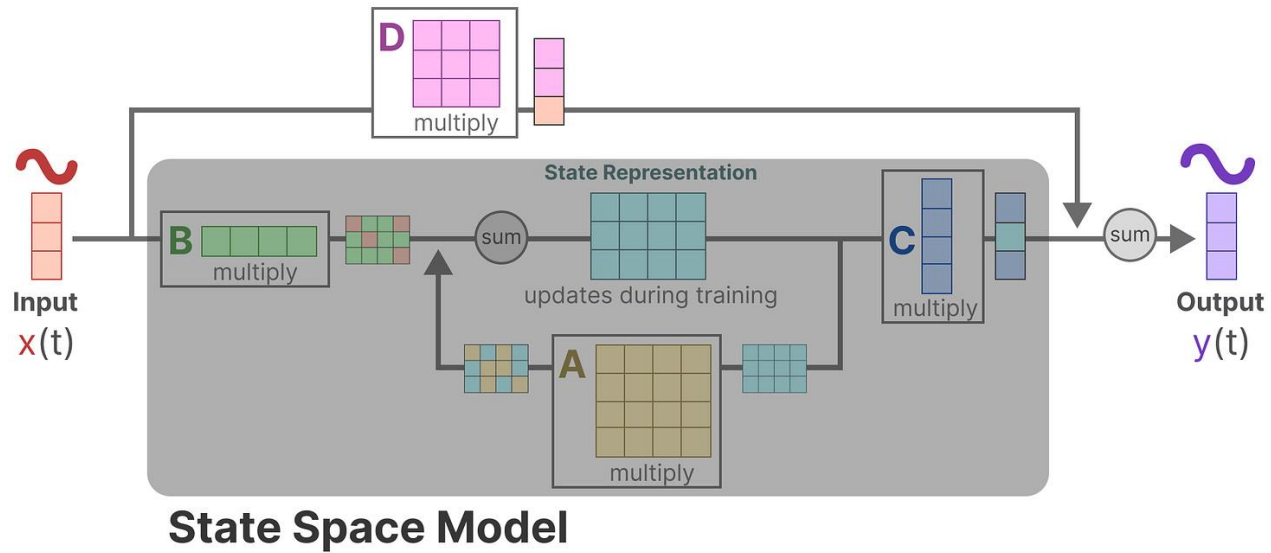 D
multiply
State Representation
B
multiply
sum
updates during training
C
multiply
sum
Input
x(t)
Output
y(t)
A
multiply
State Space Model